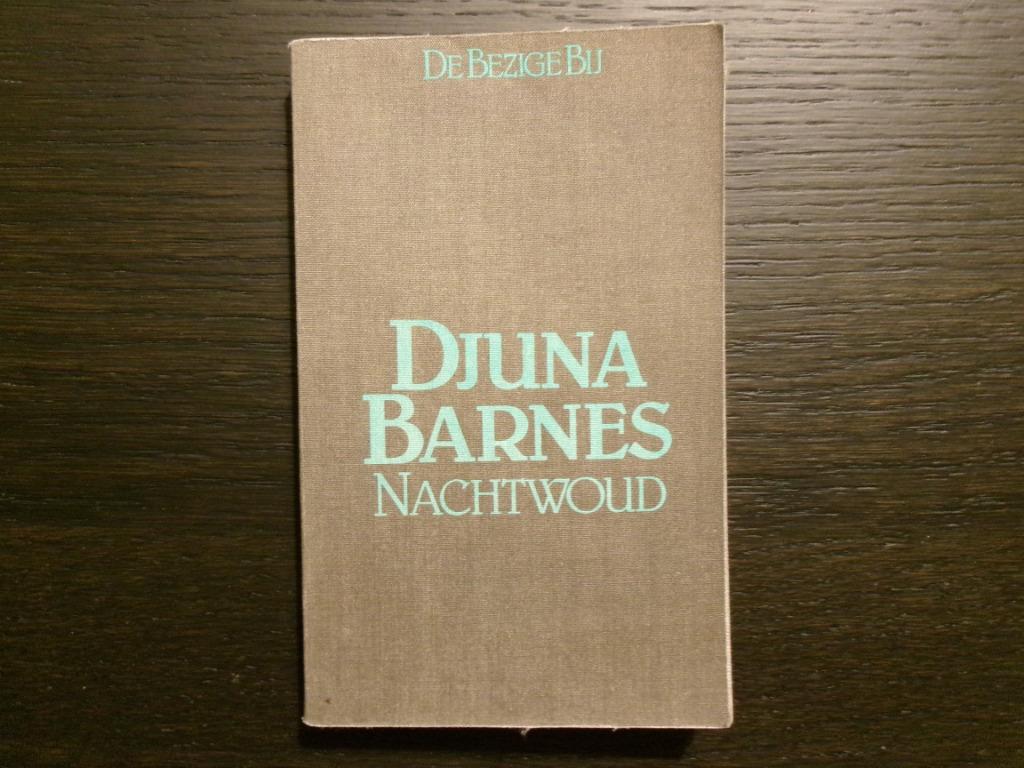 De Bezige Bij
Djuna
Barnes
Nachtwoud